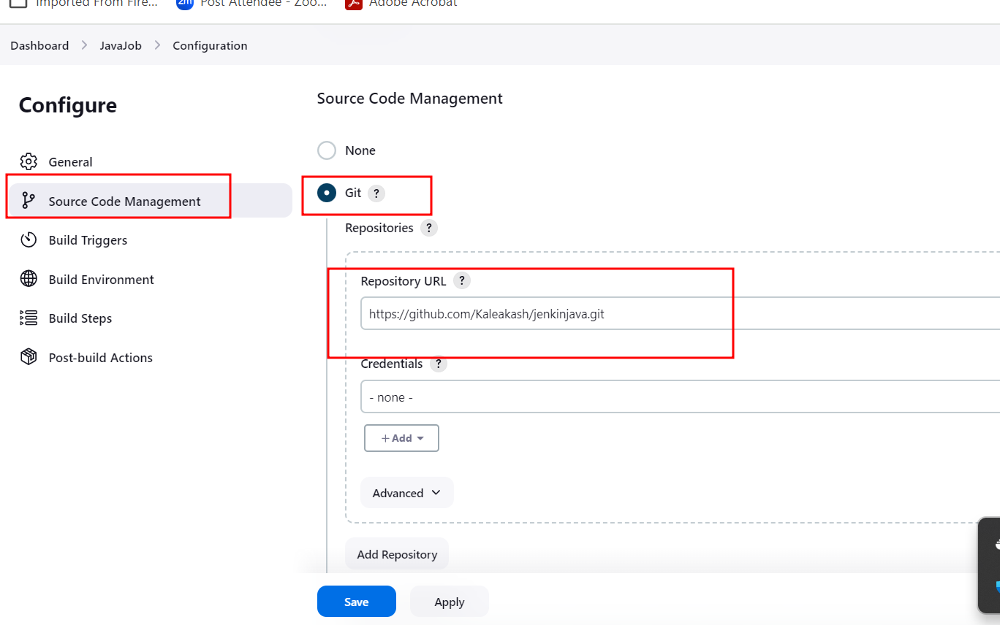 Imported From Fire... zm Post Attendee - Zoo... Adobe Acrobat
Dashboard > JavaJob > Configuration
Configure
General
Source Code Management
Build Triggers
Build Environment
Build Steps
Post-build Actions
Source Code Management
None
Git ?
Repositories ?
Repository URL ?
https://github.com/Kaleakash/jenkinjava.git
Credentials ?
- none -
+ Add
Advanced
Add Repository
Save Apply